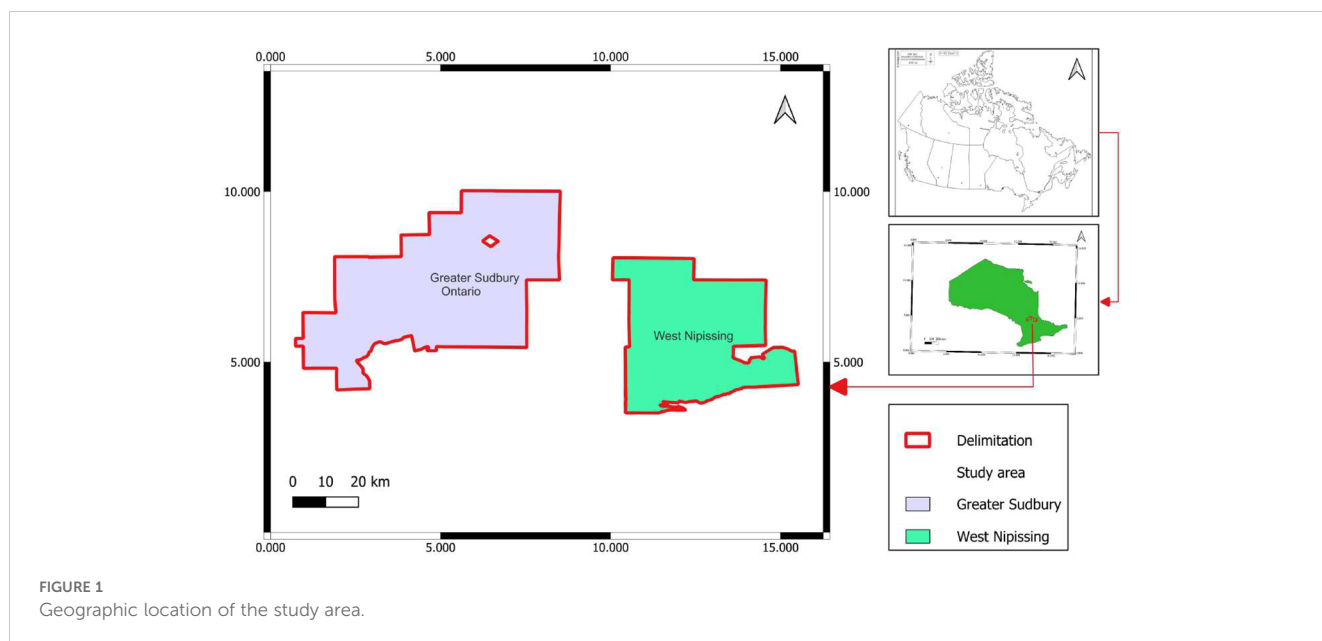 0.000 5.000 10.000 15.000
10.000 10.000
Greater Sudbury
Ontario
West Nipissing
5.000 5.000
0 10 20 km
0.000 5.000 10.000 15.000
Delimitation
Study area
Greater Sudbury
West Nipissing
FIGURE 1
Geographic location of the study area.